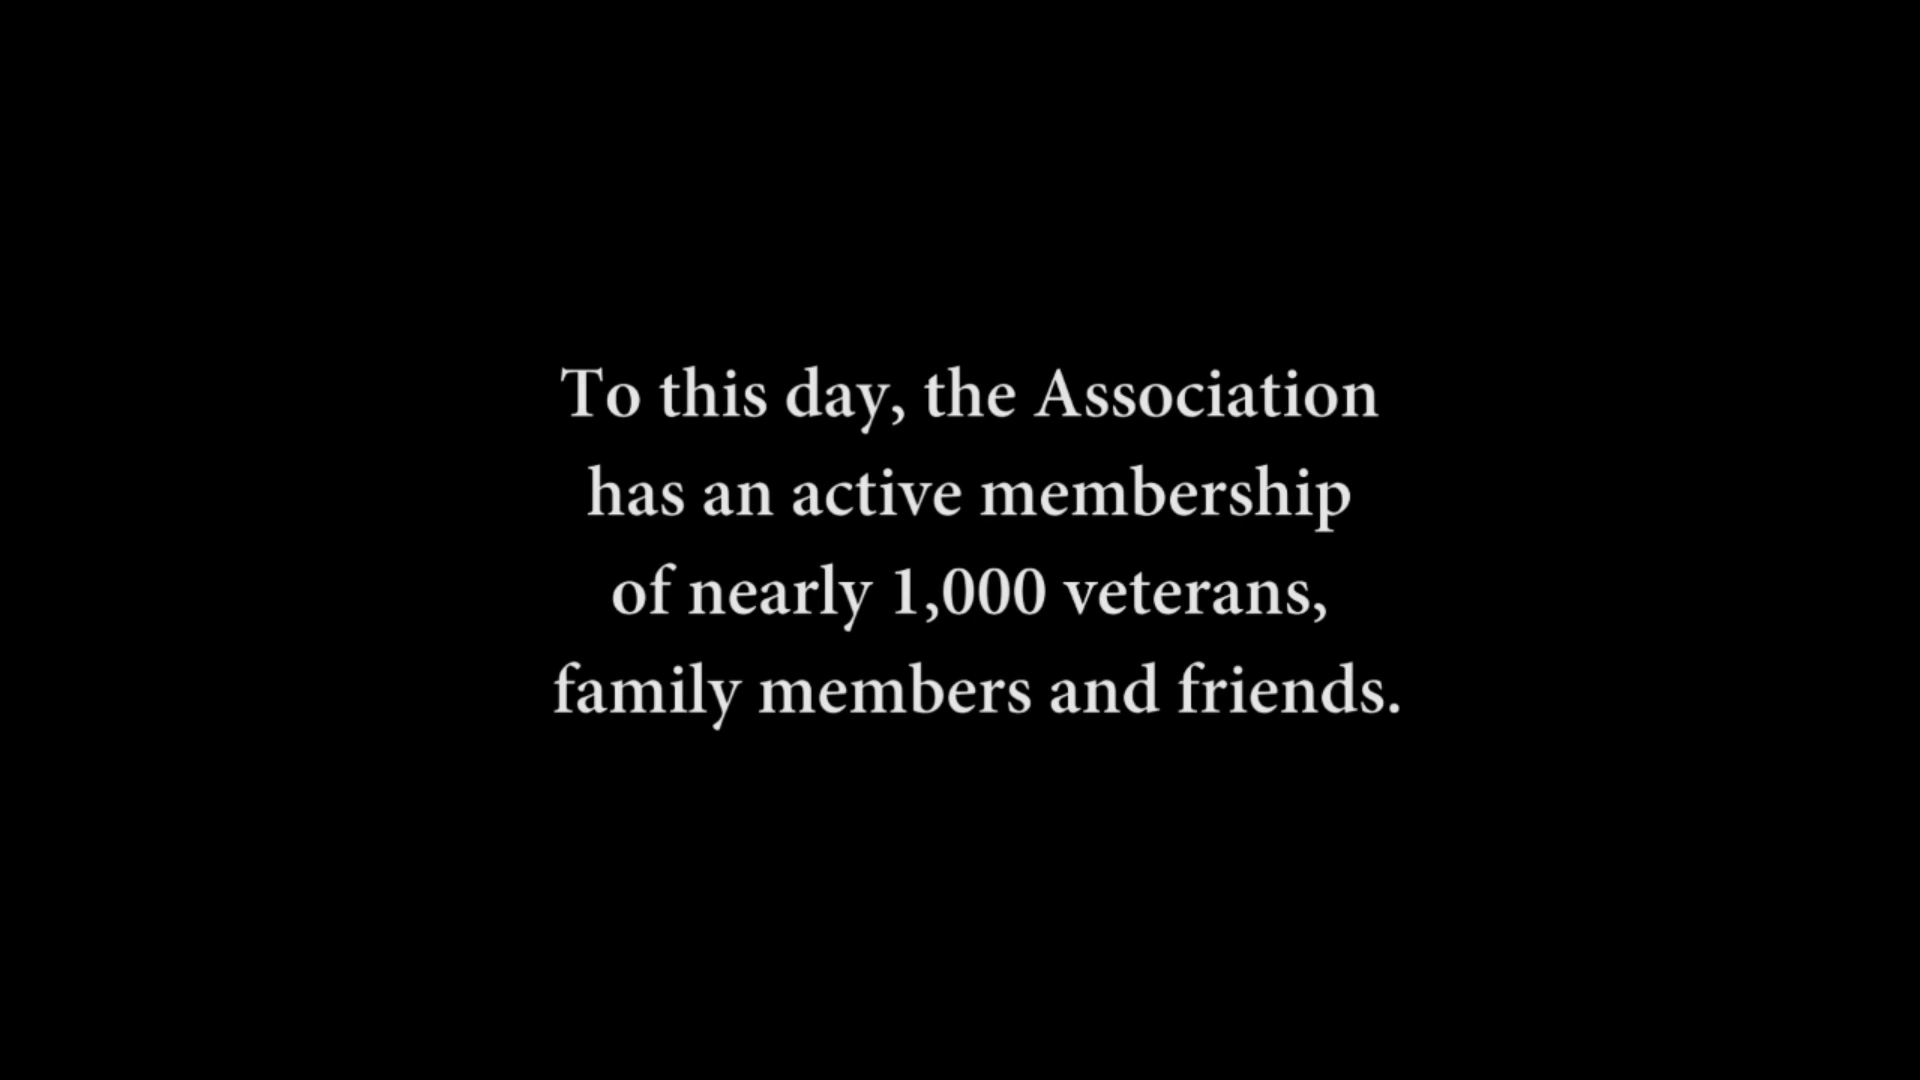 To this day, the Association
has an active membership
of nearly 1,000 veterans,
family members and friends.